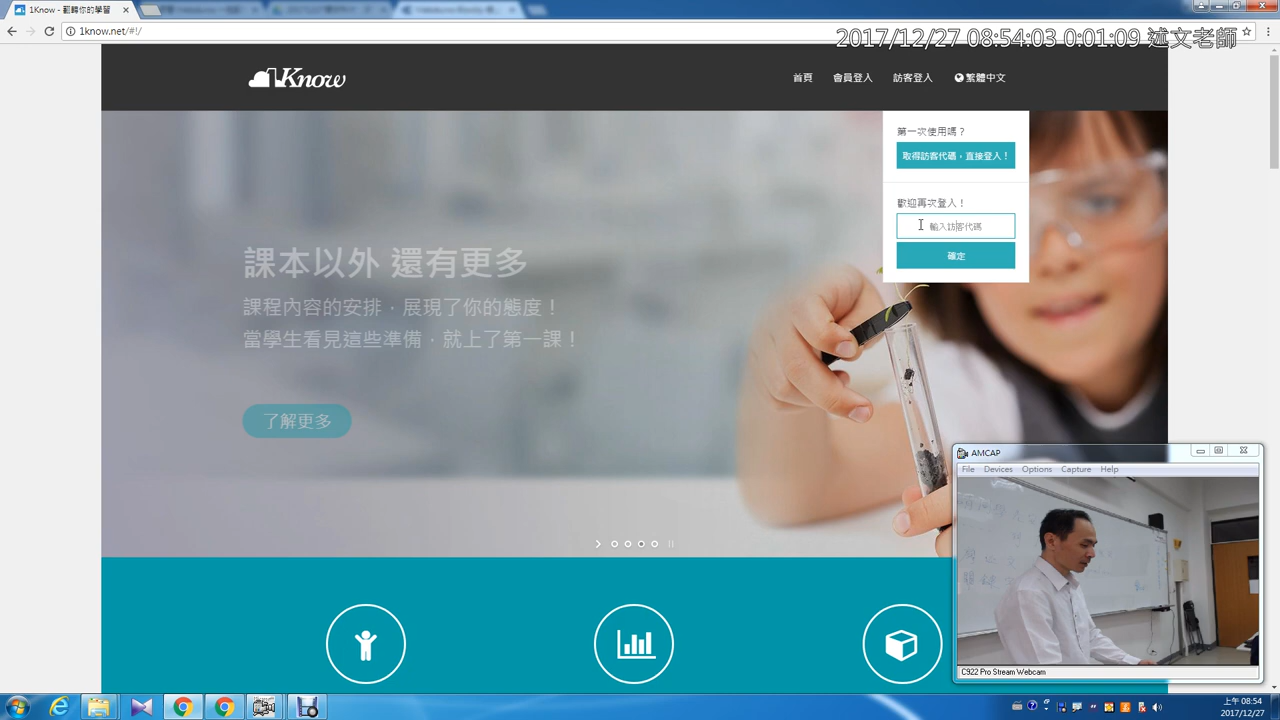 1Know - 翻轉你的學習
1know.net/#!/
2017/12/27 08:54:03 0:01:09 述文老師
1Know
首頁
會員登入
訪客登入
繁體中文
第一次使用嗎？
取得訪客代碼，直接登入！
歡迎再次登入！
輸入訪客代碼
確定
課本以外 還有更多
課程內容的安排，展現了你的態度！
當學生看見這些準備，就上了第一課！
了解更多
AMCAP
File Devices Options Capture Help
C922 Pro Stream Webcam
上午 08:54
2017/12/27